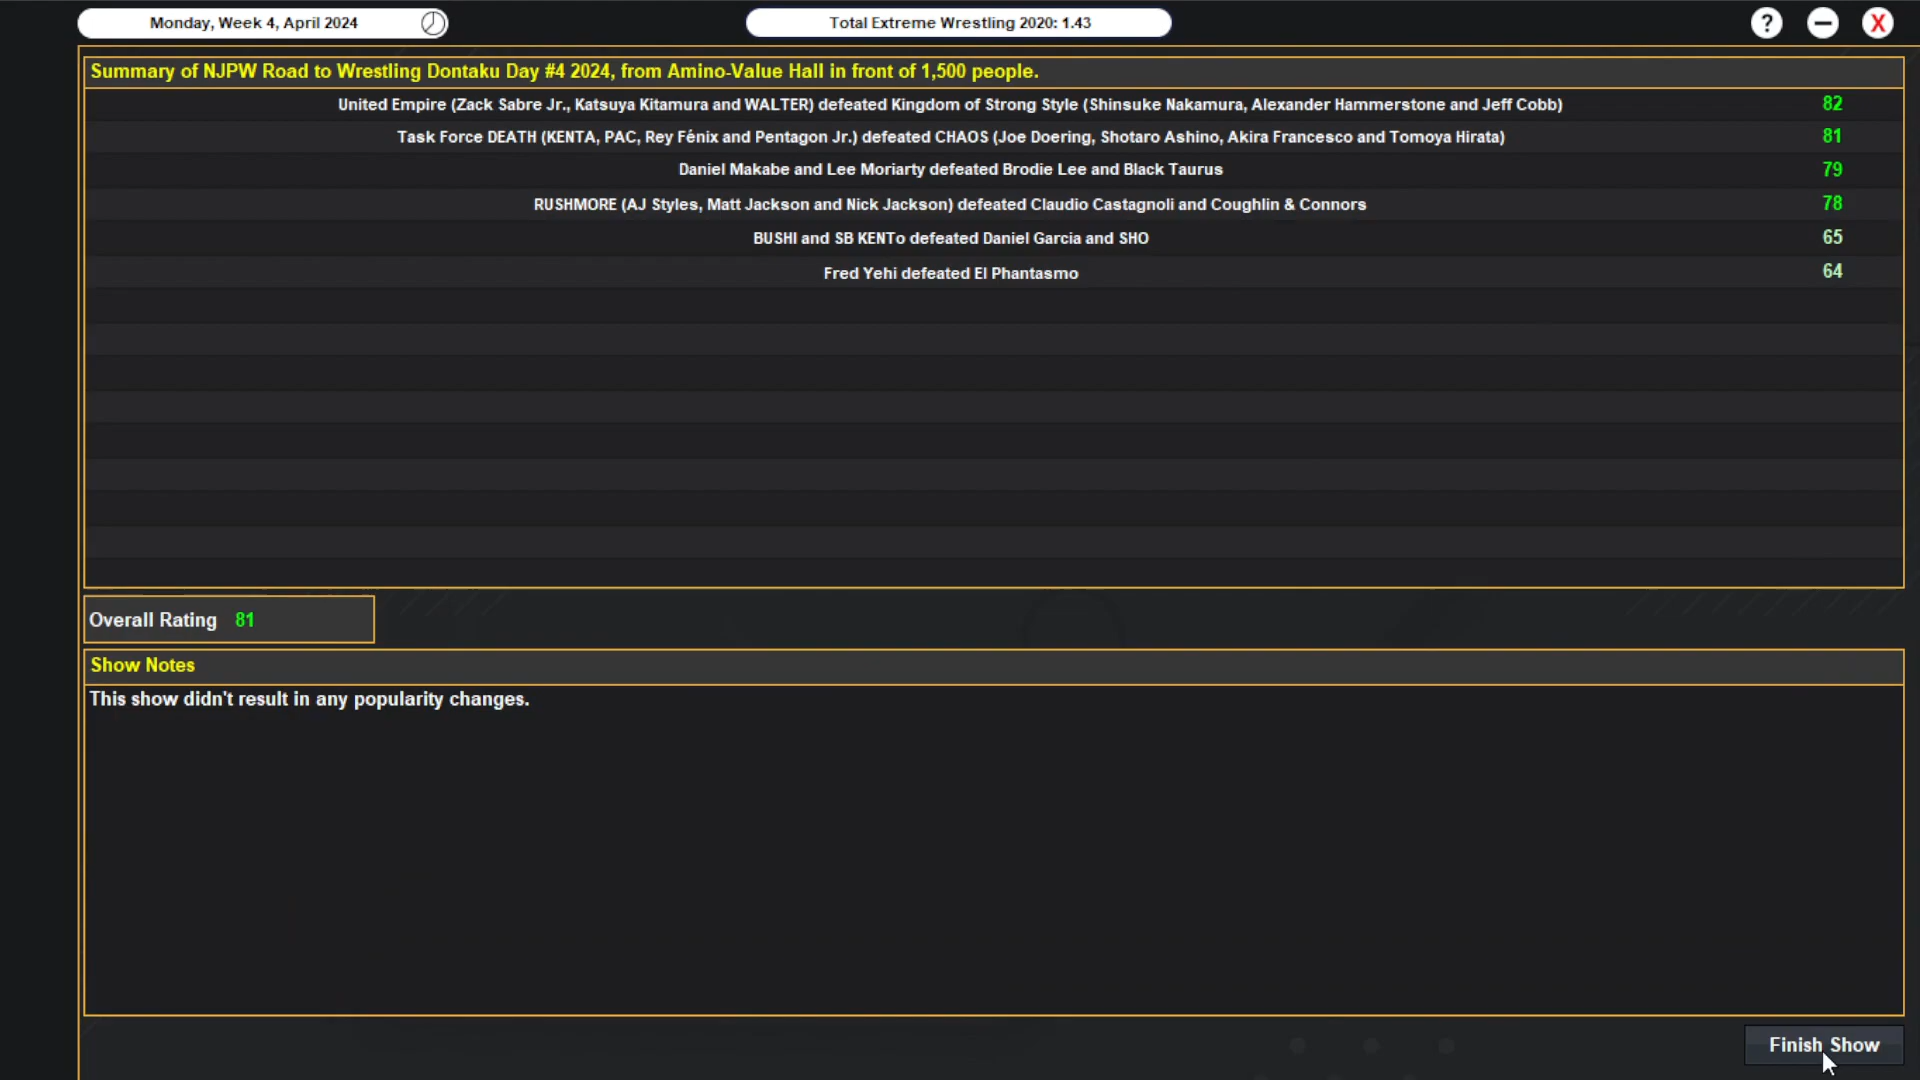 Monday, Week 4, April 2024
Total Extreme Wrestling 2020: 1.43
?
X
Summary of NJPW Road to Wrestling Dontaku Day #4 2024, from Amino-Value Hall in front of 1,500 people.
United Empire (Zack Sabre Jr., Katsuya Kitamura and WALTER) defeated Kingdom of Strong Style (Shinsuke Nakamura, Alexander Hammerstone and Jeff Cobb) 82
Task Force DEATH (KENTA, PAC, Rey Fénix and Pentagon Jr.) defeated CHAOS (Joe Doering, Shotaro Ashino, Akira Francesco and Tomoya Hirata) 81
Daniel Makabe and Lee Moriarty defeated Brodie Lee and Black Taurus 79
RUSHMORE (AJ Styles, Matt Jackson and Nick Jackson) defeated Claudio Castagnoli and Coughlin & Connors 78
BUSHI and SB KENTo defeated Daniel Garcia and SHO 65
Fred Yehi defeated El Phantasmo 64
Overall Rating 81
Show Notes
This show didn't result in any popularity changes.
Finish Show